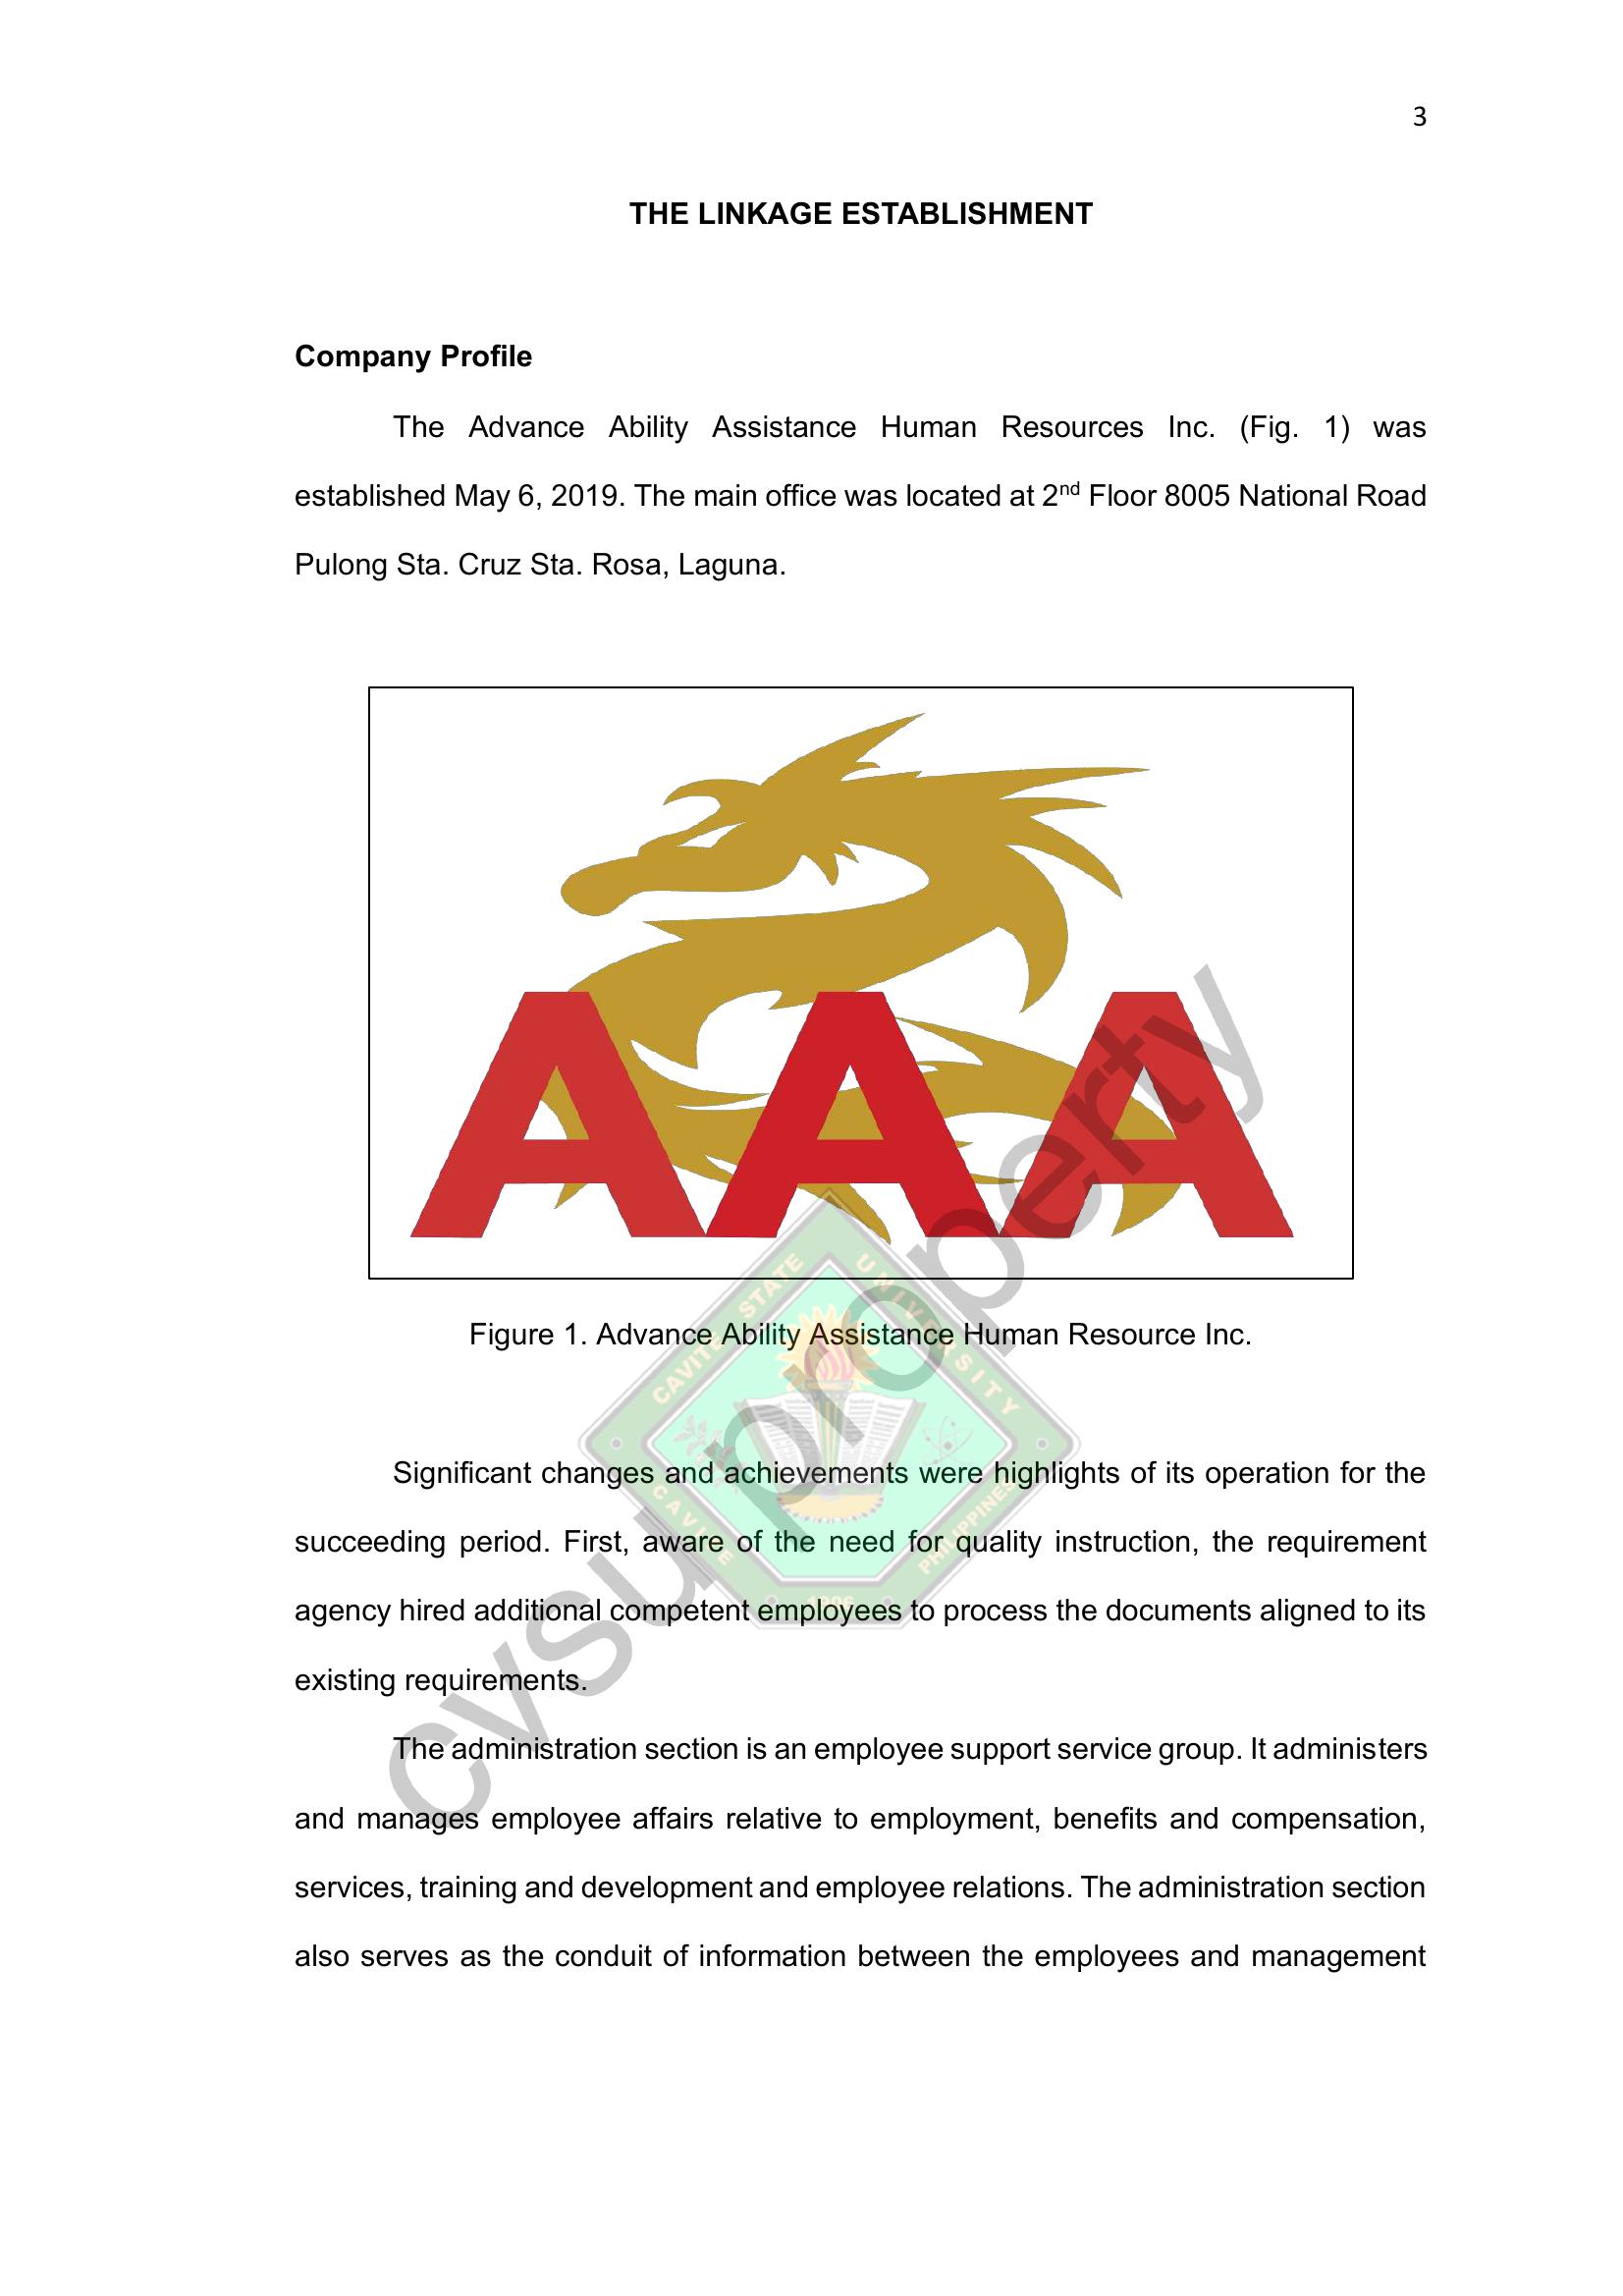 3
THE LINKAGE ESTABLISHMENT
Company Profile
The Advance Ability Assistance Human Resources Inc. (Fig. 1) was
established May 6, 2019. The main office was located at 2nd Floor 8005 National Road
Pulong Sta. Cruz Sta. Rosa, Laguna.
AAA
Figure 1. Advance Ability Assistance Human Resource Inc.
Significant changes and achievements were highlights of its operation for the
succeeding period. First, aware of the need for quality instruction, the requirement
agency hired additional competent employees to process the documents aligned to its
existing requirements.
The administration section is an employee support service group. It administers
and manages employee affairs relative to employment, benefits and compensation,
services, training and development and employee relations. The administration section
also serves as the conduit of information between the employees and management
cvsu property
CAVITE STATE UNIVERSITY
CAVITE
PHILIPPINES
1906